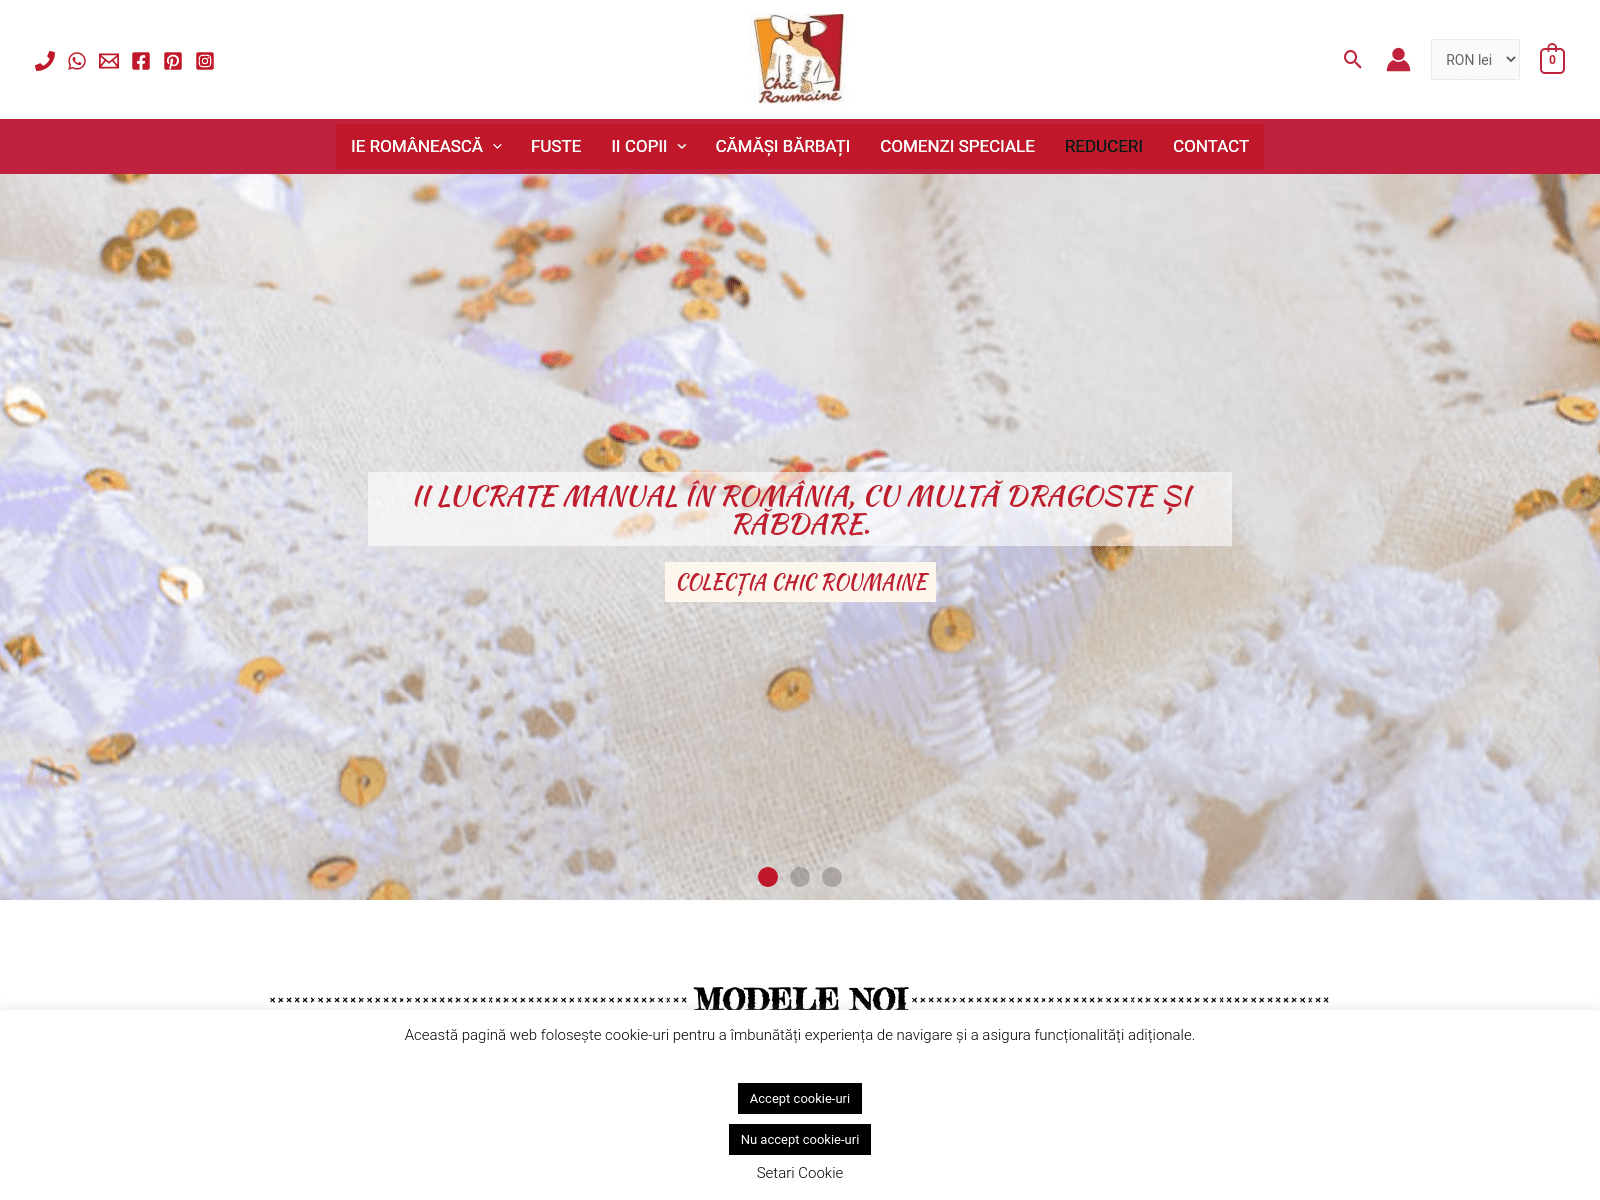 Chic
Roumaine
RON lei
0
IE ROMÂNEASCĂ
FUSTE
II COPII
CĂMĂȘI BĂRBAȚI
COMENZI SPECIALE
REDUCERI
CONTACT
II LUCRATE MANUAL ÎN ROMÂNIA, CU MULTĂ DRAGOSTE ȘI
RĂBDARE.
COLECȚIA CHIC ROUMAINE
MODELE NOI
Această pagină web folosește cookie-uri pentru a îmbunătăți experiența de navigare și a asigura funcționalități adiționale.
Accept cookie-uri
Nu accept cookie-uri
Setari Cookie